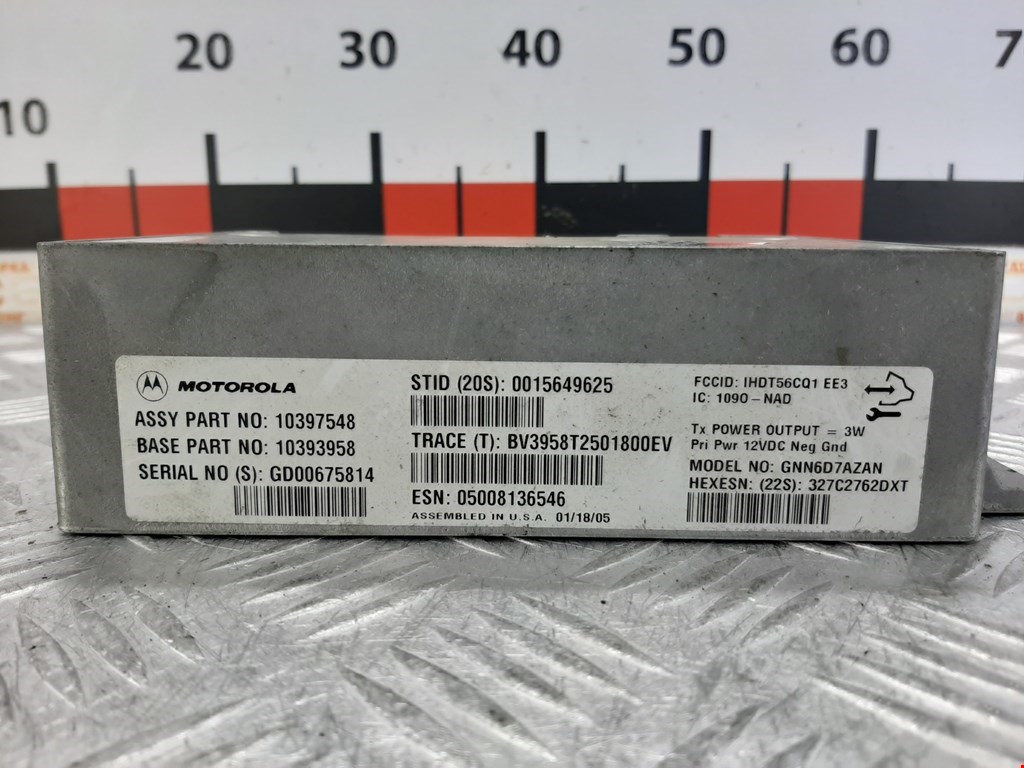 10 20 30 40 50 60 7
MOTOROLA
ASSY PART NO: 10397548
BASE PART NO: 10393958
SERIAL NO (S): GD00675814
STID (20S): 0015649625
TRACE (T): BV3958T2501800EV
ESN: 05008136546
ASSEMBLED IN U.S.A. 01/18/05
FCCID: IHDT56CQ1 EE3
IC: 1090-NAD
Tx POWER OUTPUT = 3W
Pri Pwr 12VDC Neg Gnd
MODEL NO: GNN6D7AZAN
HEXESN: (22S): 327C2762DXT